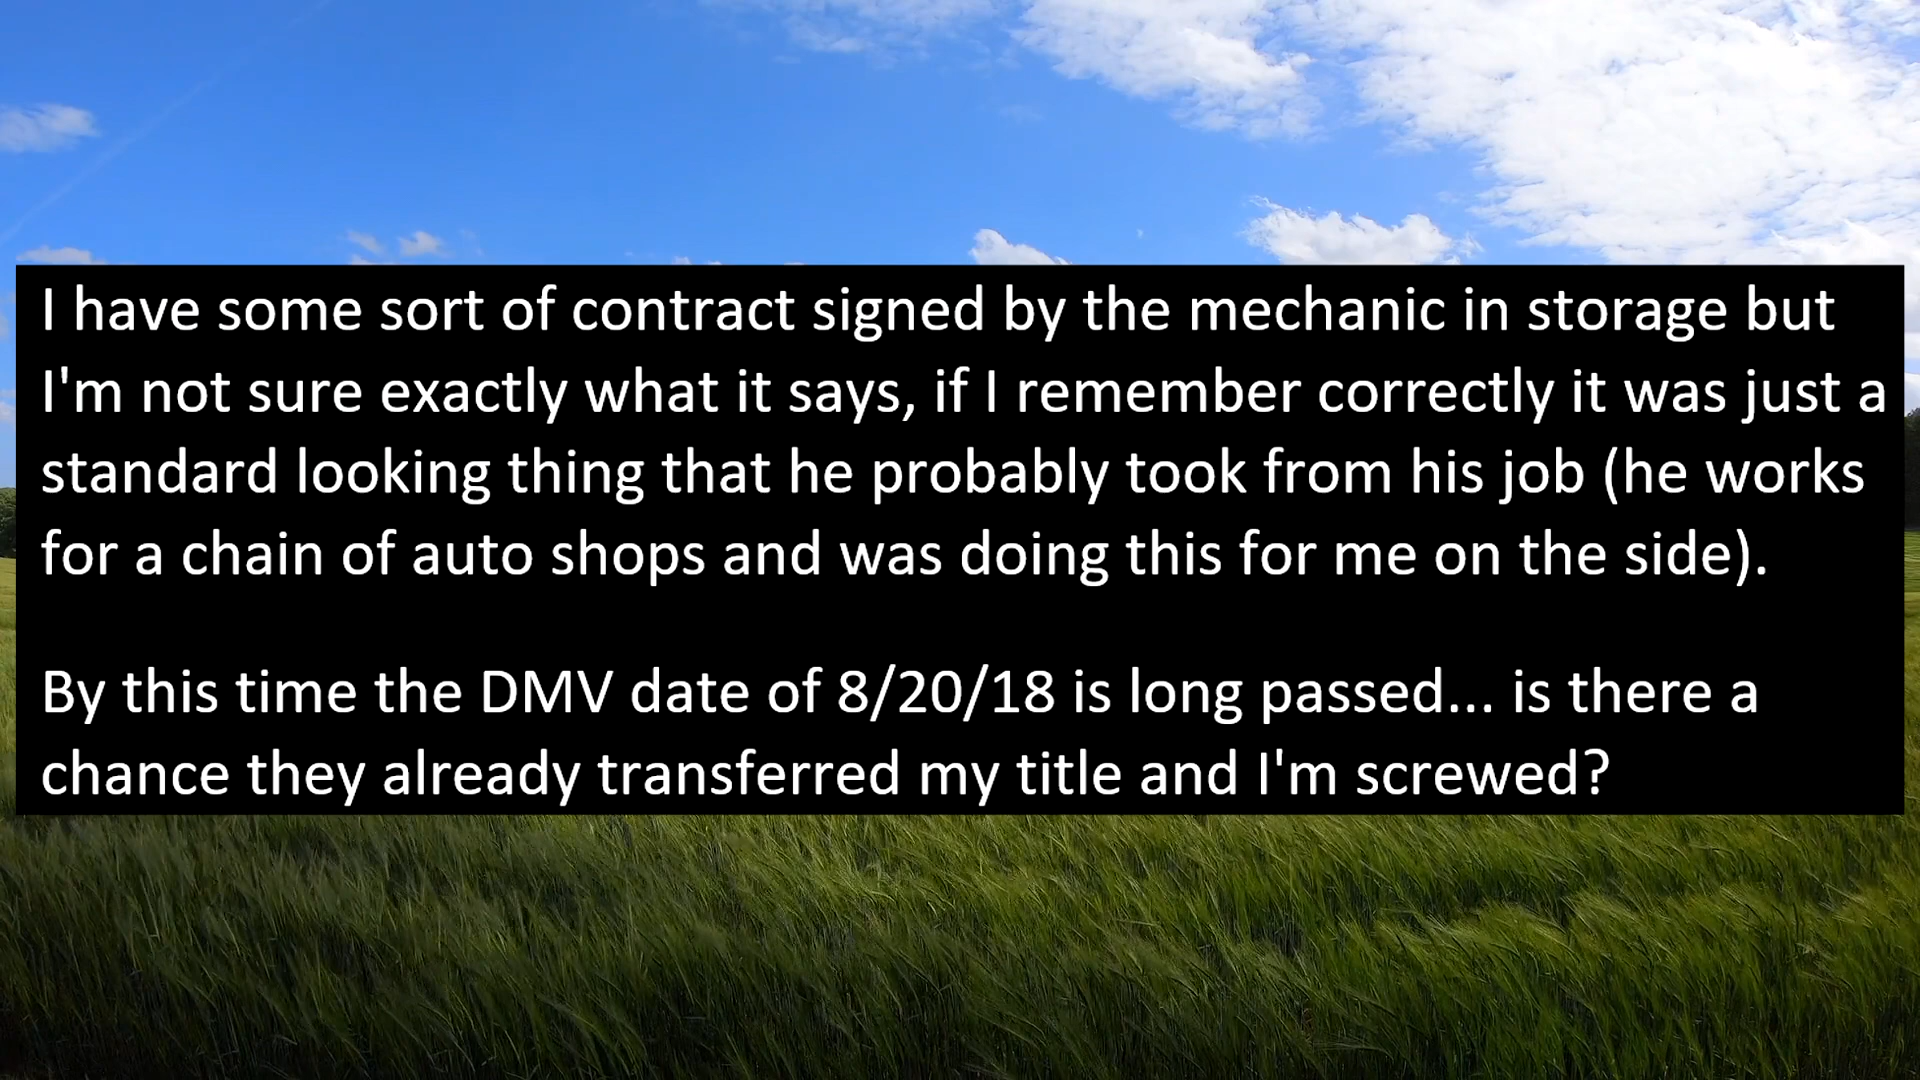 I have some sort of contract signed by the mechanic in storage but
I'm not sure exactly what it says, if I remember correctly it was just a
standard looking thing that he probably took from his job (he works
for a chain of auto shops and was doing this for me on the side).
By this time the DMV date of 8/20/18 is long passed... is there a
chance they already transferred my title and I'm screwed?